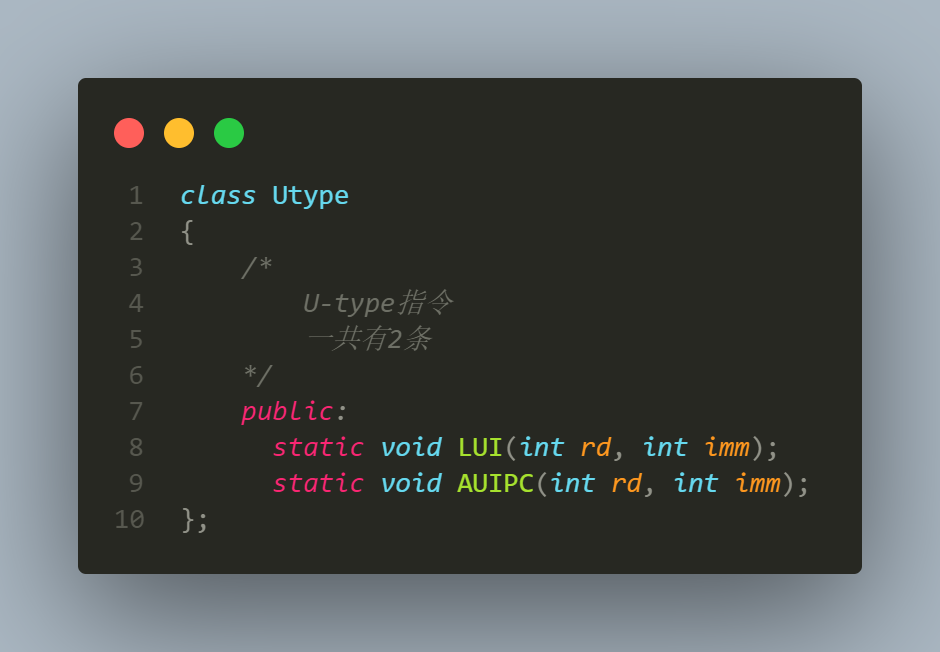 1 class Utype
2 {
3 /*
4 U-type指令
5 一共有2条
6 */
7 public:
8 static void LUI(int rd, int imm);
9 static void AUIPC(int rd, int imm);
10 };